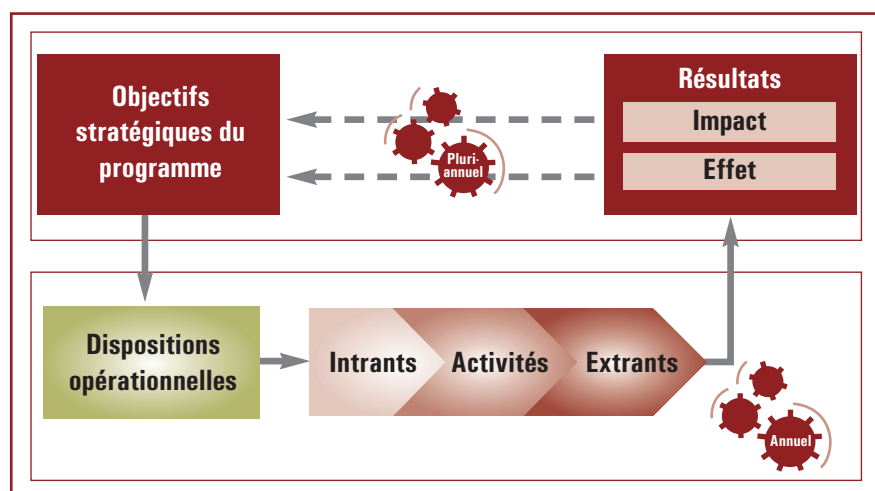 Objectifs
stratégiques du
programme
Pluri-
annuel
Résultats
Impact
Effet
Dispositions
opérationnelles
Intrants
Activités
Extrants
Annuel